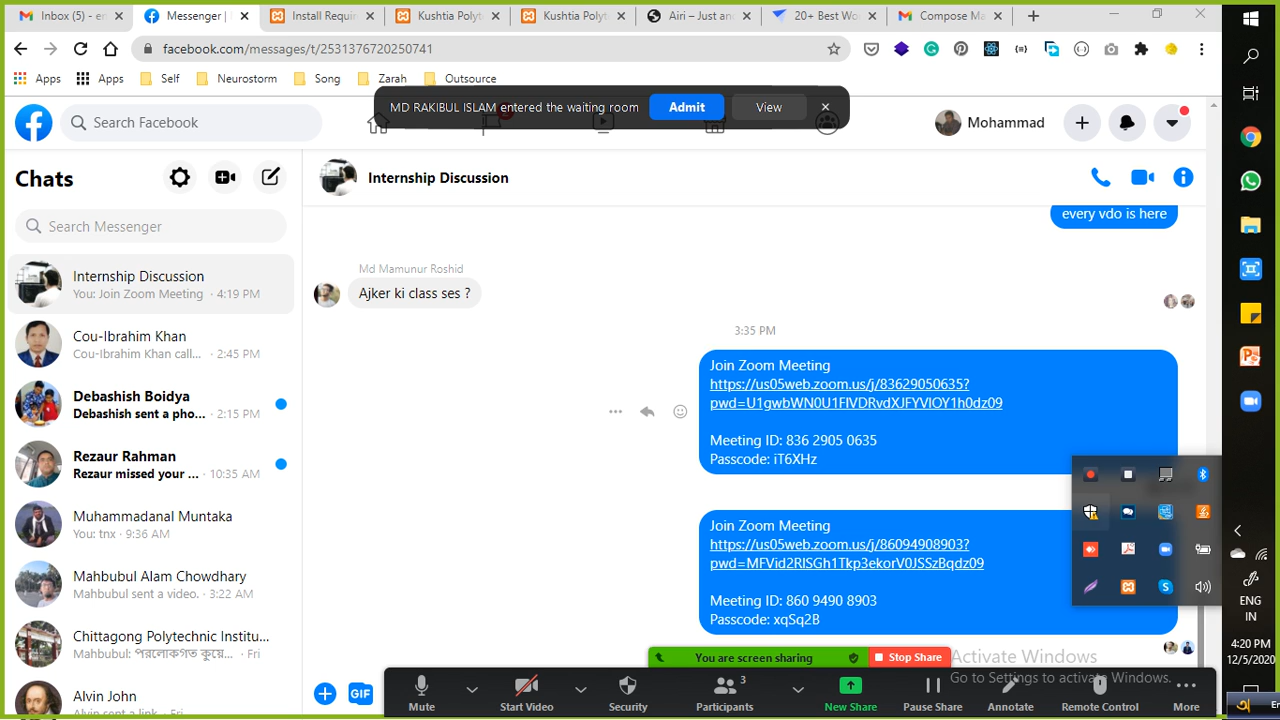 Inbox (5) - e
Messenger |
Install Requir
Kushtia Polyt
Kushtia Polyt
Airi – Just an
20+ Best Wo
Compose Ma
facebook.com/messages/t/2531376720250741
Apps
Apps
Self
Neurostorm
Song
Zarah
Outsource
MD RAKIBUL ISLAM entered the waiting room
Admit
View
Search Facebook
Mohammad
Chats
Internship Discussion
Search Messenger
every vdo is here
Internship Discussion
You: Join Zoom Meeting · 4:19 PM
Md Mamunur Roshid
Ajker ki class ses ?
Cou-Ibrahim Khan
Cou-Ibrahim Khan call... · 2:45 PM
3:35 PM
Join Zoom Meeting
https://us05web.zoom.us/j/83629050635?
pwd=U1gwbWN0U1FIVDRvdXJFYVlOY1h0dz09
Meeting ID: 836 2905 0635
Passcode: iT6XHz
Debashish Boidya
Debashish sent a pho... · 2:15 PM
Rezaur Rahman
Rezaur missed your ... · 10:35 AM
Muhammadanal Muntaka
You: tnx · 9:36 AM
Join Zoom Meeting
https://us05web.zoom.us/j/86094908903?
pwd=MFVid2RISGh1Tkp3ekorV0JSSzBqdz09
Meeting ID: 860 9490 8903
Passcode: xqSq2B
Mahbubul Alam Chowdhary
Mahbubul sent a video. · 3:22 AM
Chittagong Polytechnic Institu...
Mahbubul: পরলোকগত কুয়ে... · Fri
Alvin John
Alvin sent a link. · Fri
GIF
You are screen sharing
Stop Share
Activate Windows
Go to Settings to activate Windows.
Mute
Start Video
Security
Participants
3
New Share
Pause Share
Annotate
Remote Control
More
ENG
IN
4:20 PM
12/5/2020
অ